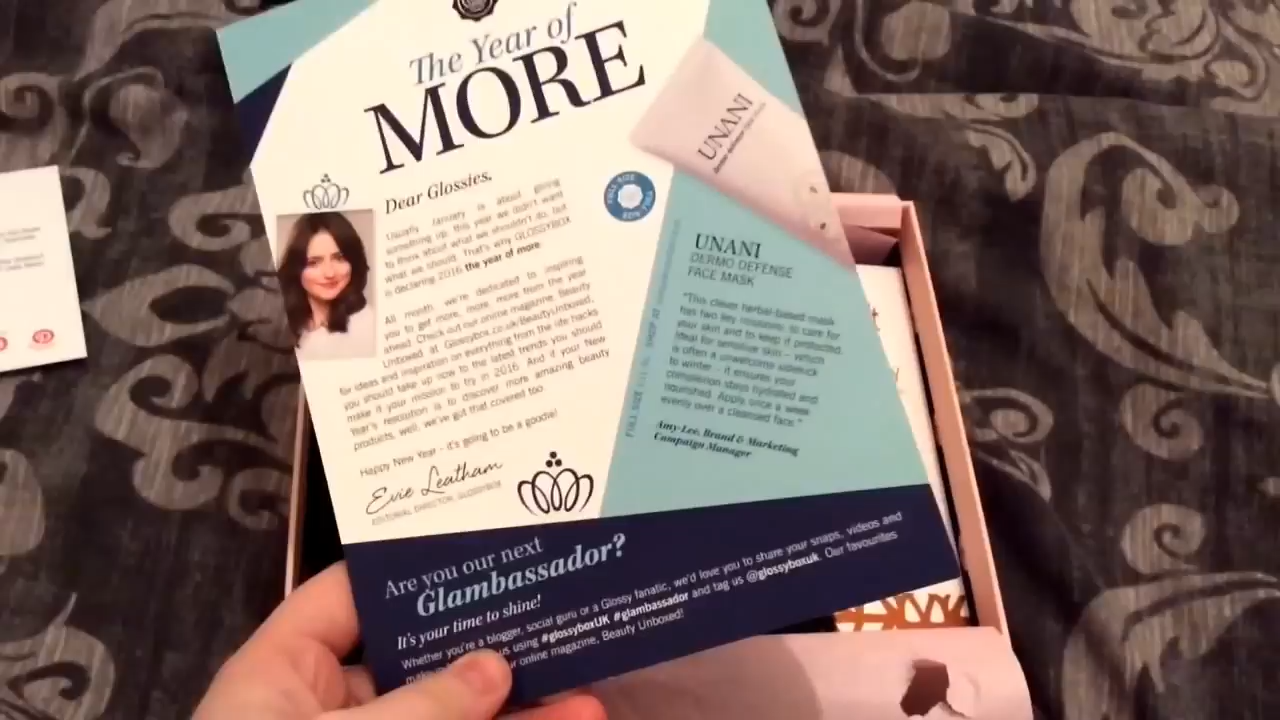 The Year of
MORE
Dear Glossies,
Usually January is about giving
something up, this year we didn't want
to think about what we shouldn't do, but
what we should. That's why GLOSSYBOX
is declaring 2016 the year of more.
All month we're dedicated to inspiring
you to get more, more, more from the year
ahead. Check out our online magazine, Beauty
Unboxed at Glossybox.co.uk/BeautyUnboxed,
for ideas and inspiration on everything from the life hacks
you should take up now to the latest trends you should
make it your mission to try in 2016. And if your New
Year's resolution is to discover more amazing beauty
products, well, we've got that covered too.
Happy New Year - it's going to be a goodie!
Evie Leatham
EDITORIAL DIRECTOR, GLOSSYBOX
UNANI
FULL SIZE
FULL SIZE
UNANI
DERMO DEFENSE
FACE MASK
"This clever herbal-based mask
has two key missions: to care for
your skin and to keep it protected.
Ideal for sensitive skin – which
is often a unwelcome sidekick
to winter - it ensures your
complexion stays hydrated and
nourished. Apply once a week
evenly over a cleansed face."
Amy-Lee, Brand & Marketing
Campaign Manager
FULL SIZE
SHOP AT
Are you our next
Glambassador?
It's your time to shine!
Whether you're a blogger, social guru or a Glossy fanatic, we'd love you to share your snaps, videos and
us using #glossyboxUK #glambassador and tag us @glossyboxuk. Our favourites
online magazine, Beauty Unboxed!